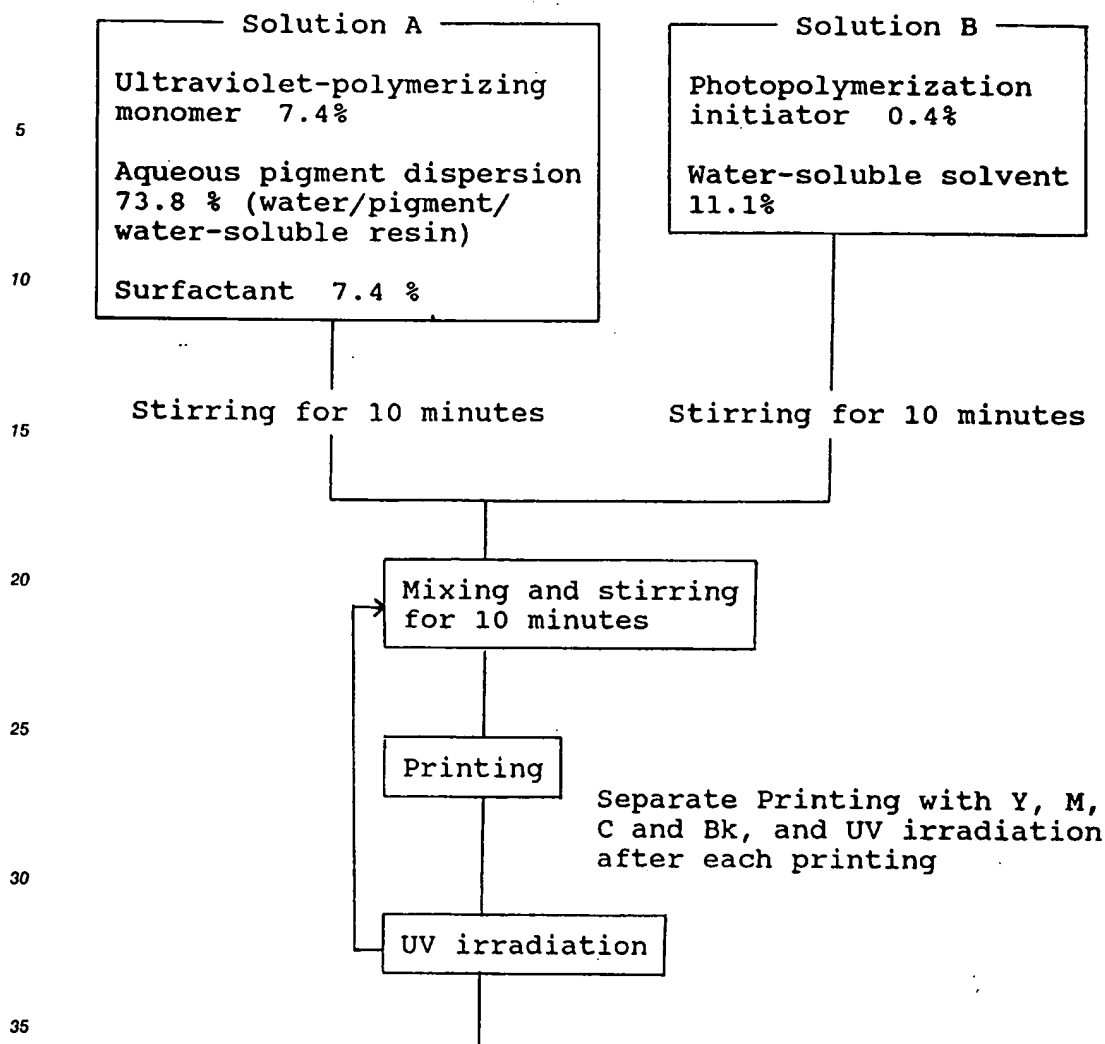 Solution A
Ultraviolet-polymerizing
monomer 7.4%
Aqueous pigment dispersion
73.8 % (water/pigment/
water-soluble resin)
Surfactant 7.4 %
Solution B
Photopolymerization
initiator 0.4%
Water-soluble solvent
11.1%
5
10
Stirring for 10 minutes
Stirring for 10 minutes
15
20
Mixing and stirring
for 10 minutes
25
Printing
Separate Printing with Y, M,
C and Bk, and UV irradiation
after each printing
30
UV irradiation
35